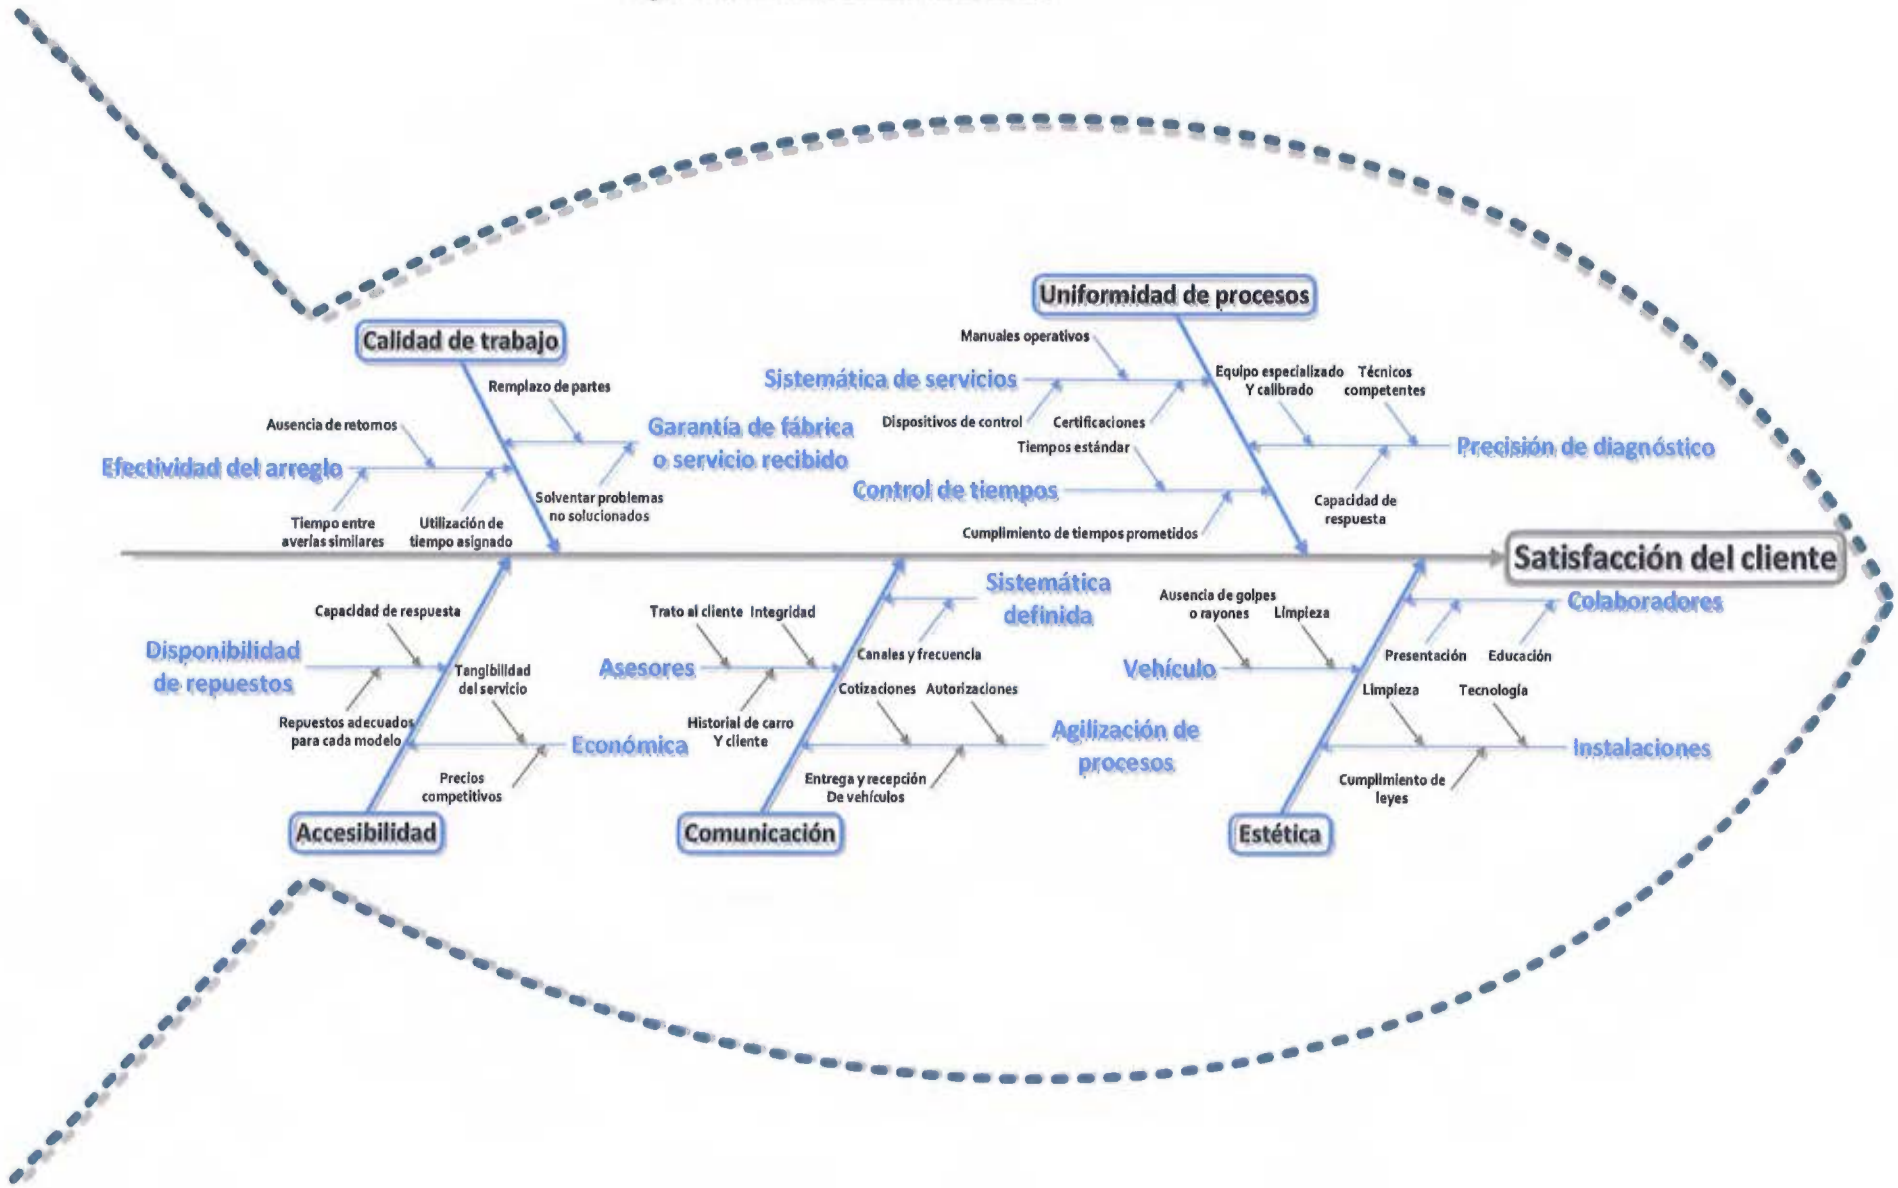 Uniformidad de procesos
Calidad de trabajo
Manuales operativos
Sistemática de servicios
Equipo especializado
Y calibrado
Técnicos
competentes
Remplazo de partes
Dispositivos de control
Certificaciones
Ausencia de retornos
Garantía de fábrica
o servicio recibido
Tiempos estándar
Precisión de diagnóstico
Efectividad del arreglo
Control de tiempos
Solventar problemas
no solucionados
Capacidad de
respuesta
Tiempo entre
averías similares
Utilización de
tiempo asignado
Cumplimiento de tiempos prometidos
Satisfacción del cliente
Sistemática
definida
Ausencia de golpes
o rayones
Limpieza
Colaboradores
Capacidad de respuesta
Trato al cliente
Integridad
Disponibilidad
de repuestos
Tangibilidad
del servicio
Asesores
Canales y frecuencia
Vehículo
Presentación
Educación
Cotizaciones
Autorizaciones
Limpieza
Tecnología
Repuestos adecuados
para cada modelo
Económica
Historial de carro
Y cliente
Agilización de
procesos
Instalaciones
Precios
competitivos
Entrega y recepción
De vehículos
Cumplimiento de
leyes
Accesibilidad
Comunicación
Estética